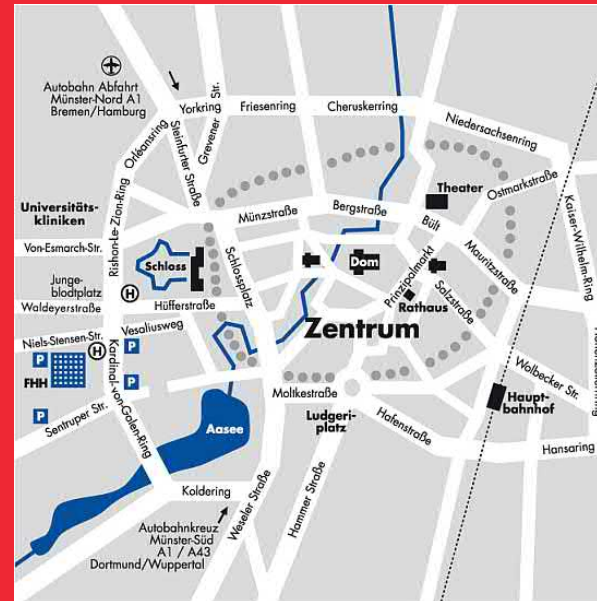 Autobahn Abfahrt
Münster-Nord A1
Bremen/Hamburg
Orléansring
Yorkring
Steinfurter Straße
Grevener Str.
Friesenring
Cheruskerring
Niedersachsenring
Theater
Ostmarkstraße
Universitäts-
kliniken
Rishon-Le-Zion-Ring
Münzstraße
Bergstraße
Bült
Kaiser-Wilhelm-Ring
Von-Esmarch-Str.
Schloss
Schlossplatz
Dom
Prinzipalmarkt
Mauritzstraße
Junge-
blodtplatz
H
Waldeyerstraße
Hüfferstraße
Rathaus
Salzstraße
Niels-Stensen-Str.
Vesaliusweg
Zentrum
H
P
P
FHH
P
P
Kardinal-von-Galen-Ring
Wolbecker Str.
Sentruper Str.
Moltkestraße
Haupt-
bahnhof
Aasee
Ludgeri-
platz
Hafenstraße
Hansaring
Koldering
Weseler Straße
Hammer Straße
Autobahnkreuz
Münster-Süd
A1 / A43
Dortmund/Wuppertal